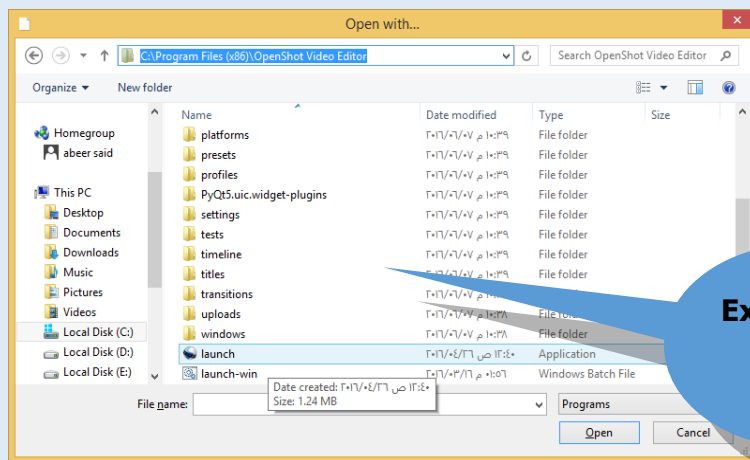 Open with...
C:\Program Files (x86)\OpenShot Video Editor
Search OpenShot Video Editor
Organize
New folder
Name Date modified Type Size
Homegroup
abeer said
This PC
Desktop
Documents
Downloads
Music
Pictures
Videos
Local Disk (C:)
Local Disk (D:)
Local Disk (E:)
platforms ٢٠١٦/٠٦/٠٧ م ١٠:٣٩ File folder
presets ٢٠١٦/٠٦/٠٧ م ١٠:٣٩ File folder
profiles ٢٠١٦/٠٦/٠٧ م ١٠:٣٩ File folder
PyQt5.uic.widget-plugins ٢٠١٦/٠٦/٠٧ م ١٠:٣٩ File folder
settings ٢٠١٦/٠٦/٠٧ م ١٠:٣٩ File folder
tests ٢٠١٦/٠٦/٠٧ م ١٠:٣٩ File folder
timeline ٢٠١٦/٠٦/٠٧ م ١٠:٣٩ File folder
titles ٢٠١٦/٠٦/٠٧ م ١٠:٣٩ File folder
transitions File folder
uploads ٢٠١٦/٠٦/٠٧ م ١٠:٣٨ File folder
windows ٢٠١٦/٠٦/٠٧ م ١٠:٣٨ File folder
launch ٢٠١٦/٠٤/٢٦ ص ١٢:٤٠ Application
launch-win ٢٠١٦/٠٣/١٦ م ٠١:٥٦ Windows Batch File
Date created: ٢٠١٦/٠٤/٢٦ ص ١٢:٤٠
Size: 1.24 MB
File name:
Programs
Open
Cancel
Ex